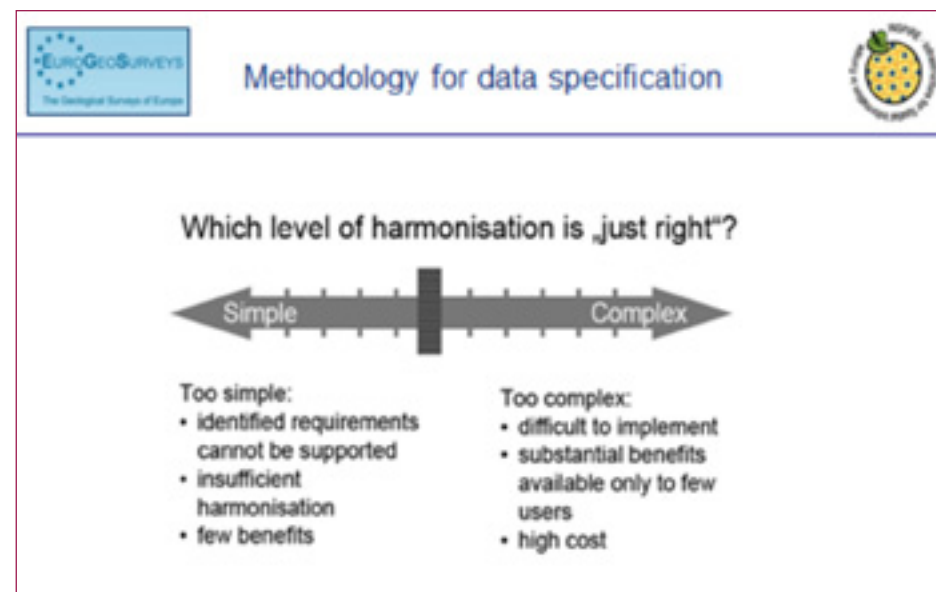 EUROGEOSURVEYS
The Geological Surveys of Europe
Methodology for data specification
Which level of harmonisation is „just right“?
Simple
Complex
Too simple:
• identified requirements
cannot be supported
• insufficient
harmonisation
• few benefits
Too complex:
• difficult to implement
• substantial benefits
available only to few
users
• high cost